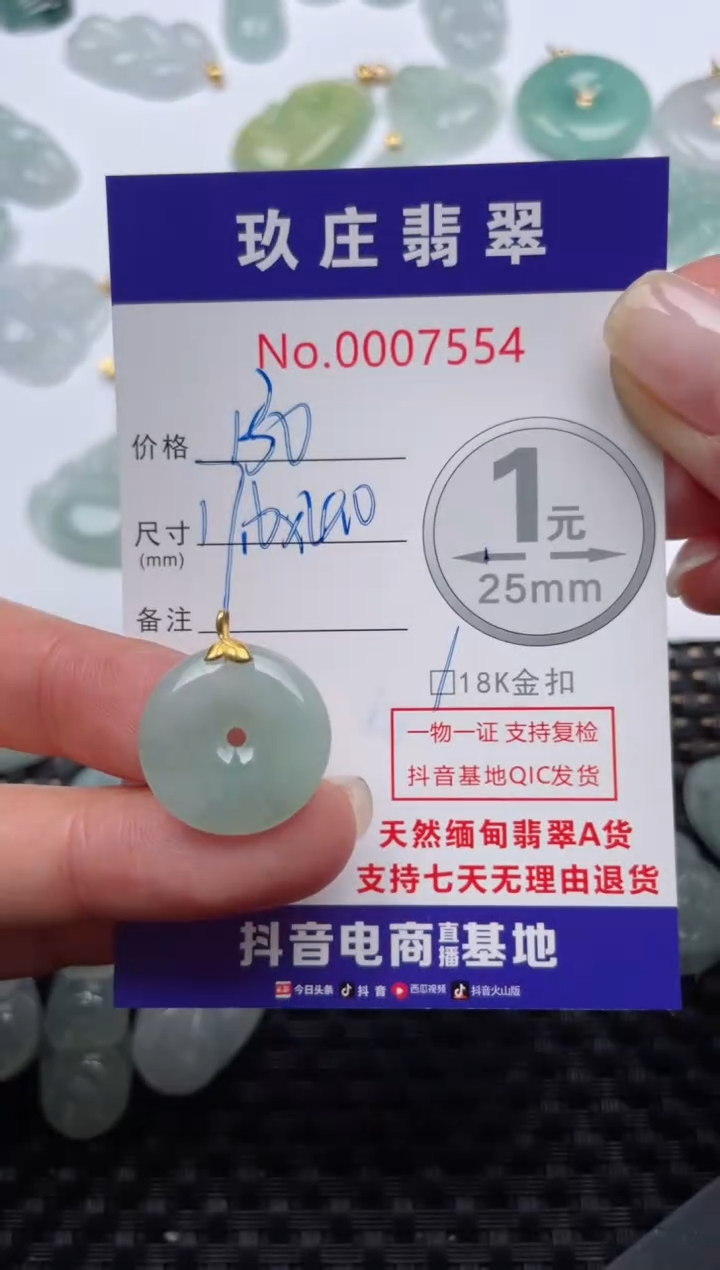 玖庄翡翠
No.0007554
价格 150
尺寸
(mm)
1元
25mm
备注
□18K金扣
一物一证 支持复检
抖音基地QIC发货
天然缅甸翡翠A货
支持七天无理由退货
抖音电商直播基地
今日头条 抖音 西瓜视频 抖音火山版